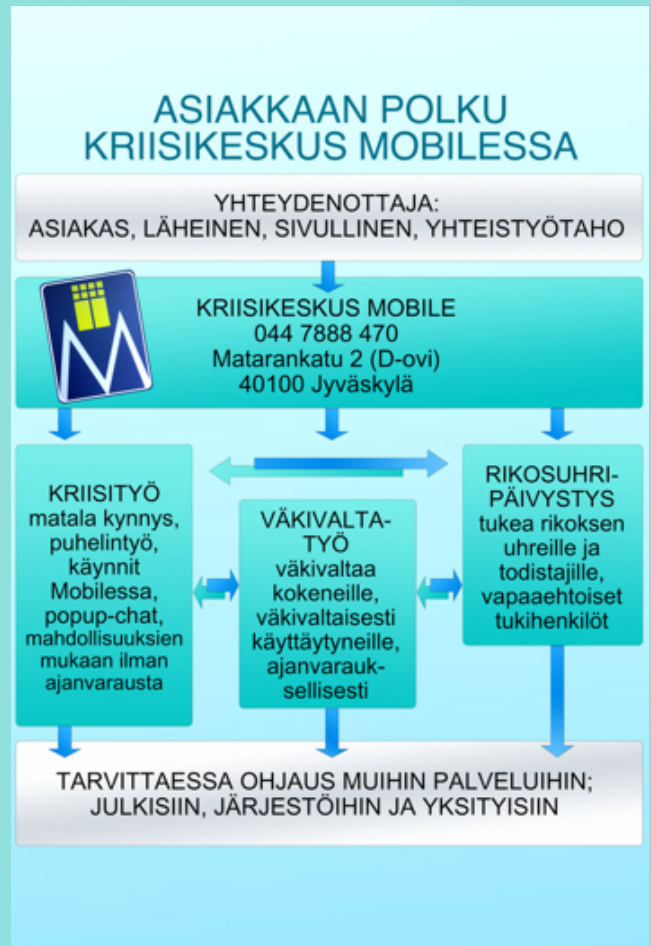 ASIAKKAAN POLKU
KRIISIKESKUS MOBILESSA
YHTEYDENOTTAJA:
ASIAKAS, LÄHEINEN, SIVULLINEN, YHTEISTYÖTAHO
KRIISIKESKUS MOBILE
044 7888 470
Matarankatu 2 (D-ovi)
40100 Jyväskylä
KRIISITYÖ
matala kynnys,
puhelintyö,
käynnit
Mobilessa,
popup-chat,
mahdollisuuksien
mukaan ilman
ajanvarausta
VÄKIVALTA-
TYÖ
väkivaltaa
kokeneille,
väkivaltaisesti
käyttäytyneille,
ajanvarauk-
sellisesti
RIKOSUHRI-
PÄIVYSTYS
tukea rikoksen
uhreille ja
todistajille,
vapaaehtoiset
tukihenkilöt
TARVITTAESSA OHJAUS MUIHIN PALVELUIHIN;
JULKISIIN, JÄRJESTÖIHIN JA YKSITYISIIN